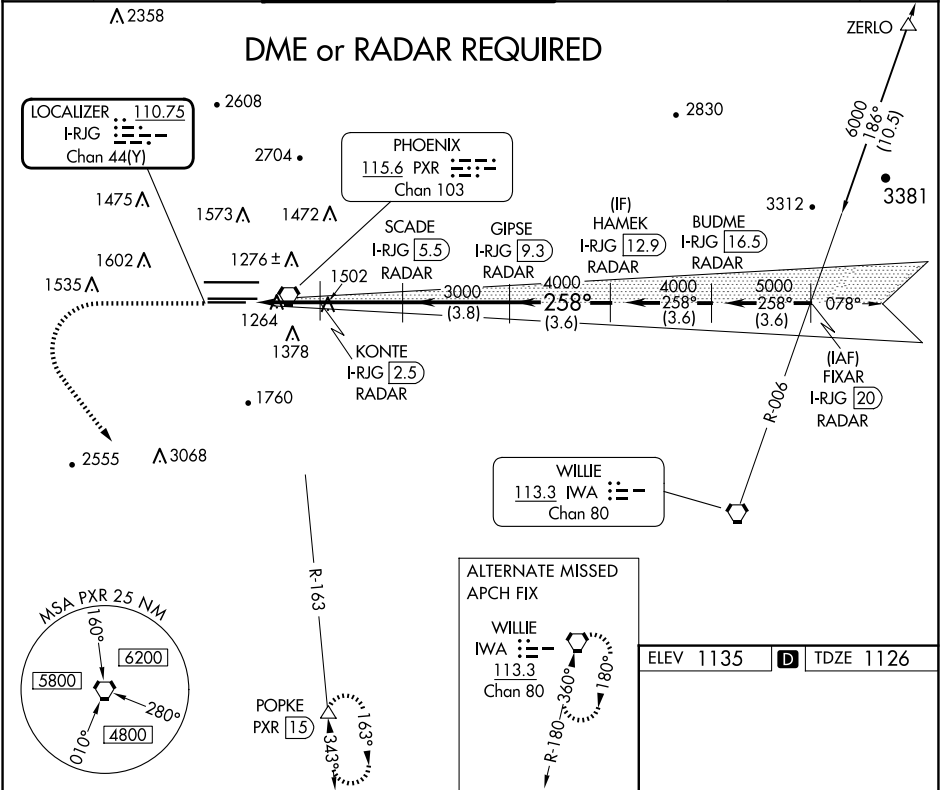 2358
DME or RADAR REQUIRED
ZERLO
LOCALIZER 110.75
I-RJG
Chan 44(Y)
2608
2830
6000
186°
(10.5)
2704
PHOENIX
115.6 PXR
Chan 103
3381
1475
1573
1472
3312
SCADE
I-RJG 5.5
RADAR
GIPSE
I-RJG 9.3
RADAR
(IF)
HAMEK
I-RJG 12.9
RADAR
BUDME
I-RJG 16.5
RADAR
1602
1276 ±
1535
1502
3000
(3.8)
4000
258°
(3.6)
4000
258°
(3.6)
5000
258°
(3.6)
078°
1264
1378
KONTE
I-RJG 2.5
RADAR
(IAF)
FIXAR
I-RJG 20
RADAR
1760
R-006
2555
3068
WILLIE
113.3 IWA
Chan 80
R-163
MSA PXR 25 NM
160°
6200
5800
280°
4800
010°
POPKE
PXR 15
163°
343°
ALTERNATE MISSED
APCH FIX
WILLIE
IWA
113.3
Chan 80
360°
180°
R-180
ELEV 1135 D TDZE 1126